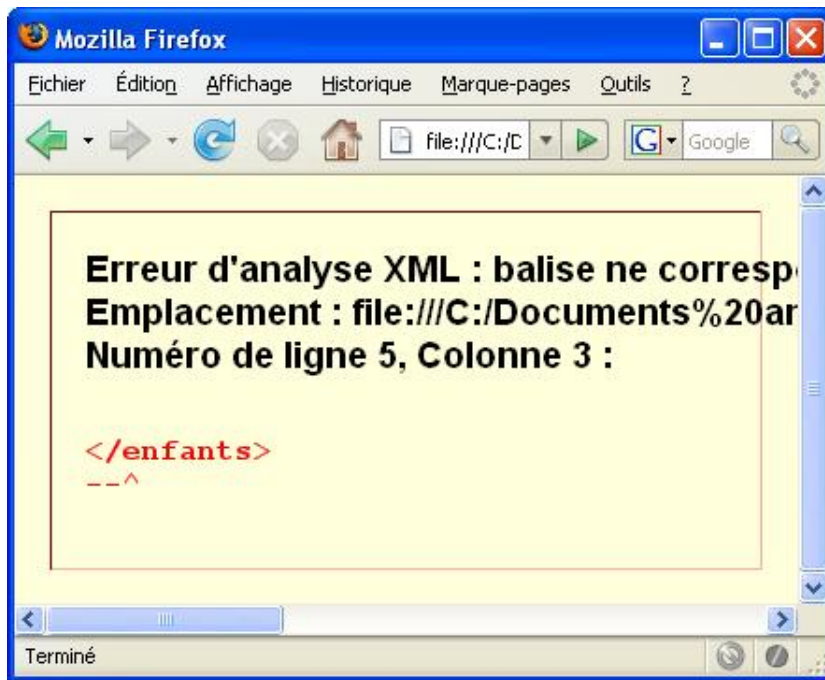 Mozilla Firefox
Fichier Édition Affichage Historique Marque-pages Outils ?
file:///C:/D G Google
Erreur d'analyse XML : balise ne corresp
Emplacement : file:///C:/Documents%20ar
Numéro de ligne 5, Colonne 3 :
</enfants>
--^
Terminé